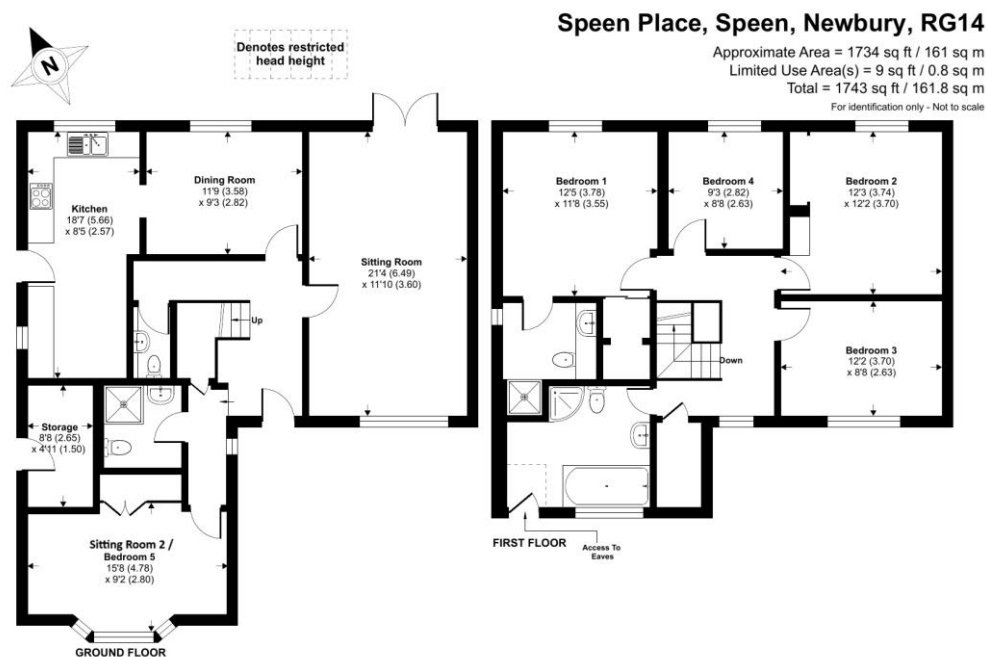 Speen Place, Speen, Newbury, RG14
Approximate Area = 1734 sq ft / 161 sq m
Limited Use Area(s) = 9 sq ft / 0.8 sq m
Total = 1743 sq ft / 161.8 sq m
For identification only - Not to scale
N
Denotes restricted
head height
Kitchen
18'7 (5.66)
x 8'5 (2.57)
Dining Room
11'9 (3.58)
x 9'3 (2.82)
Sitting Room
21'4 (6.49)
x 11'10 (3.60)
Up
Storage
8'8 (2.65)
x 4'11 (1.50)
Sitting Room 2 /
Bedroom 5
15'8 (4.78)
x 9'2 (2.80)
GROUND FLOOR
Bedroom 1
12'5 (3.78)
x 11'8 (3.55)
Bedroom 4
9'3 (2.82)
x 8'8 (2.63)
Bedroom 2
12'3 (3.74)
x 12'2 (3.70)
Down
Bedroom 3
12'2 (3.70)
x 8'8 (2.63)
FIRST FLOOR
Access To
Eaves